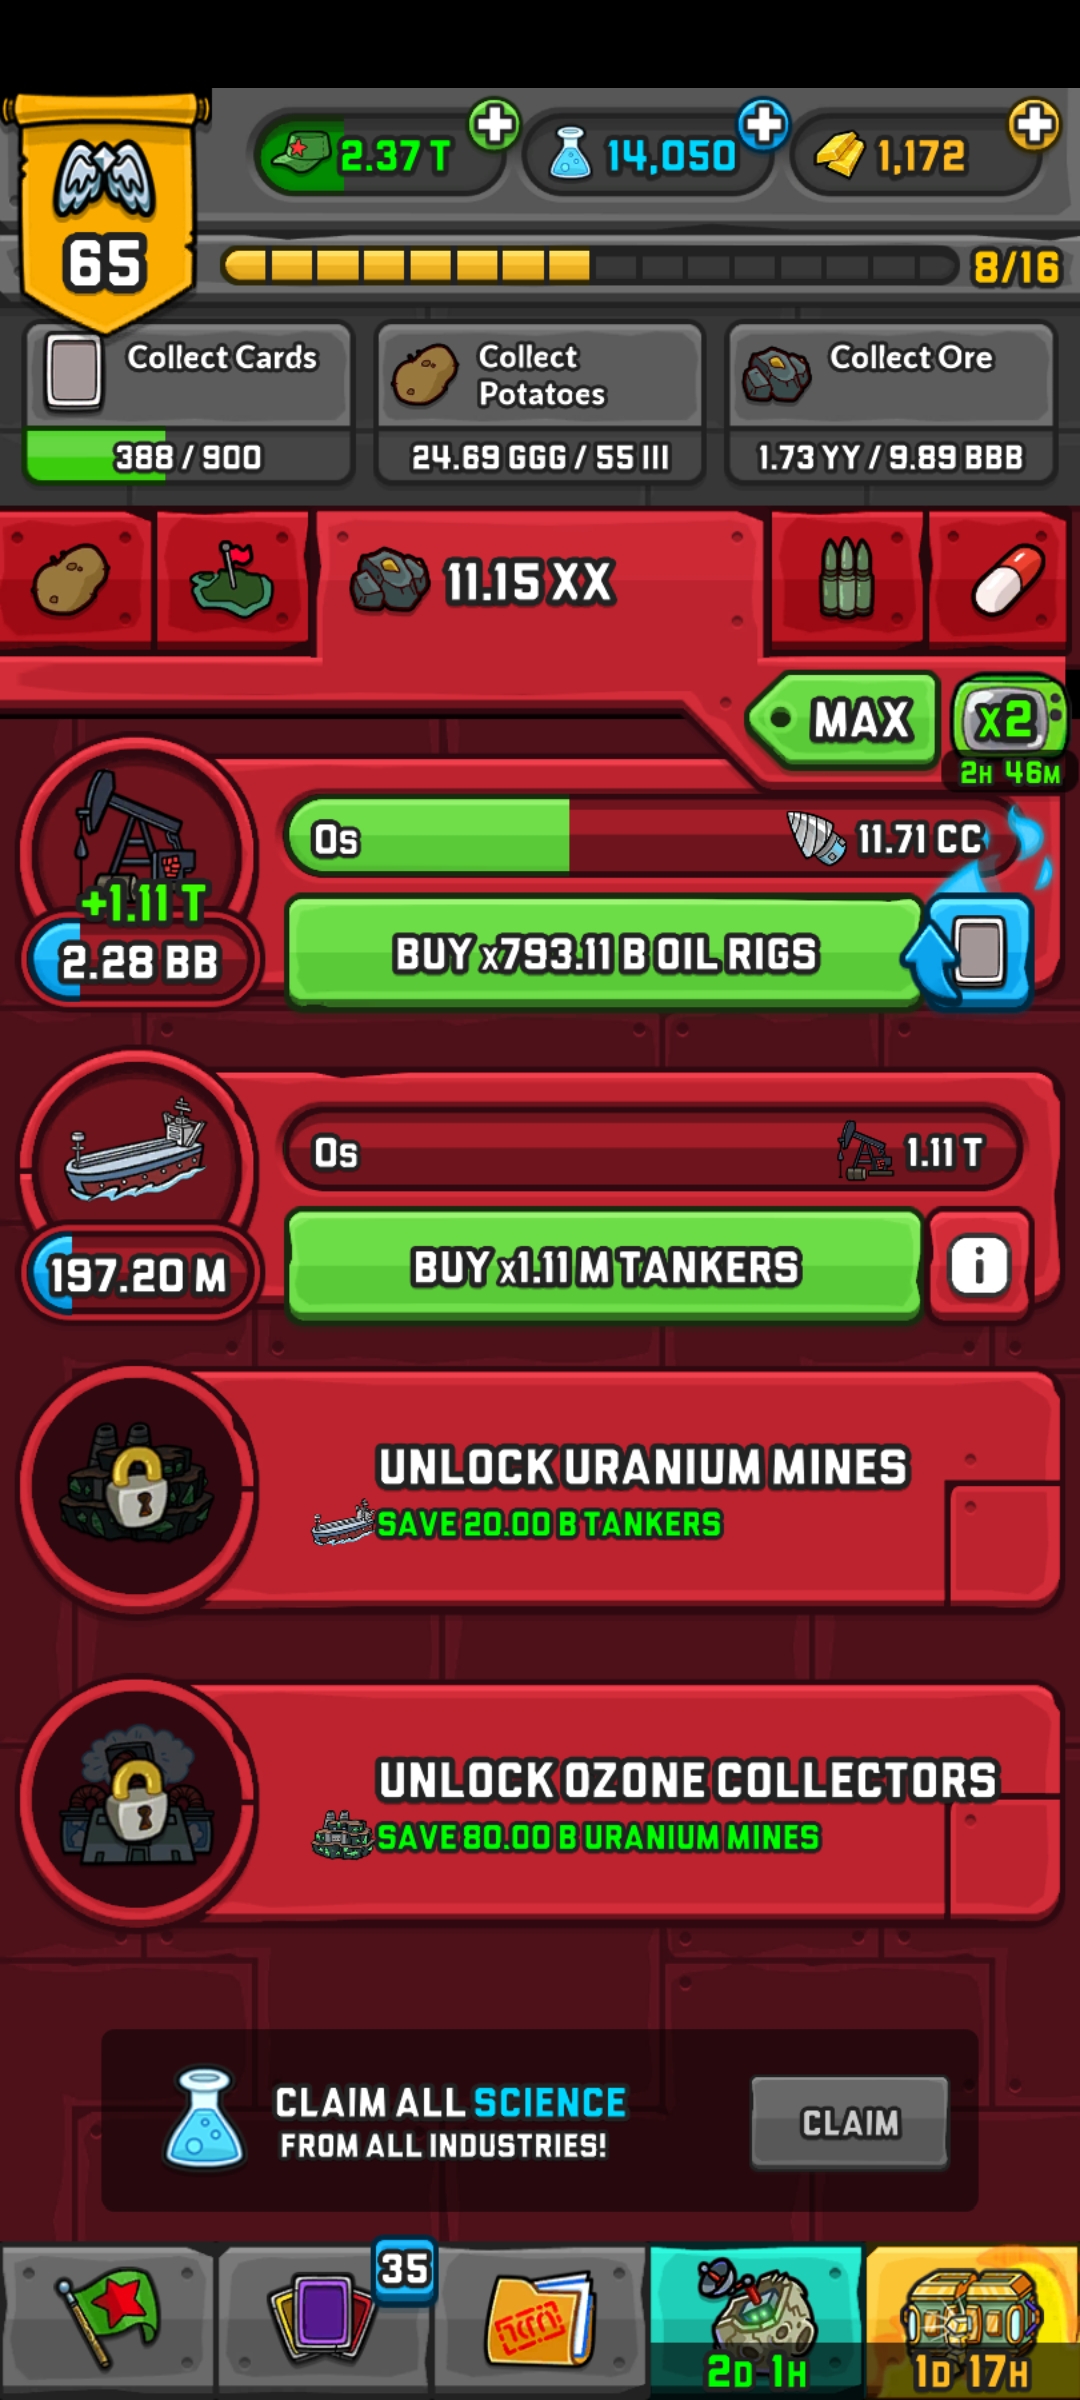 2.37 T
14,050
1,172
65
8/16
Collect Cards
388 / 900
Collect
Potatoes
24.69 GGG / 55 III
Collect Ore
1.73 YY / 9.89 BBB
11.15 XX
MAX
x2
2H 46M
0s
11.71 CC
+1.11 T
2.28 BB
BUY x793.11 B OIL RIGS
0s
1.11 T
197.20 M
BUY x1.11 M TANKERS
i
UNLOCK URANIUM MINES
SAVE 20.00 B TANKERS
UNLOCK OZONE COLLECTORS
SAVE 80.00 B URANIUM MINES
CLAIM ALL SCIENCE
FROM ALL INDUSTRIES!
CLAIM
35
2D 1H
1D 17H